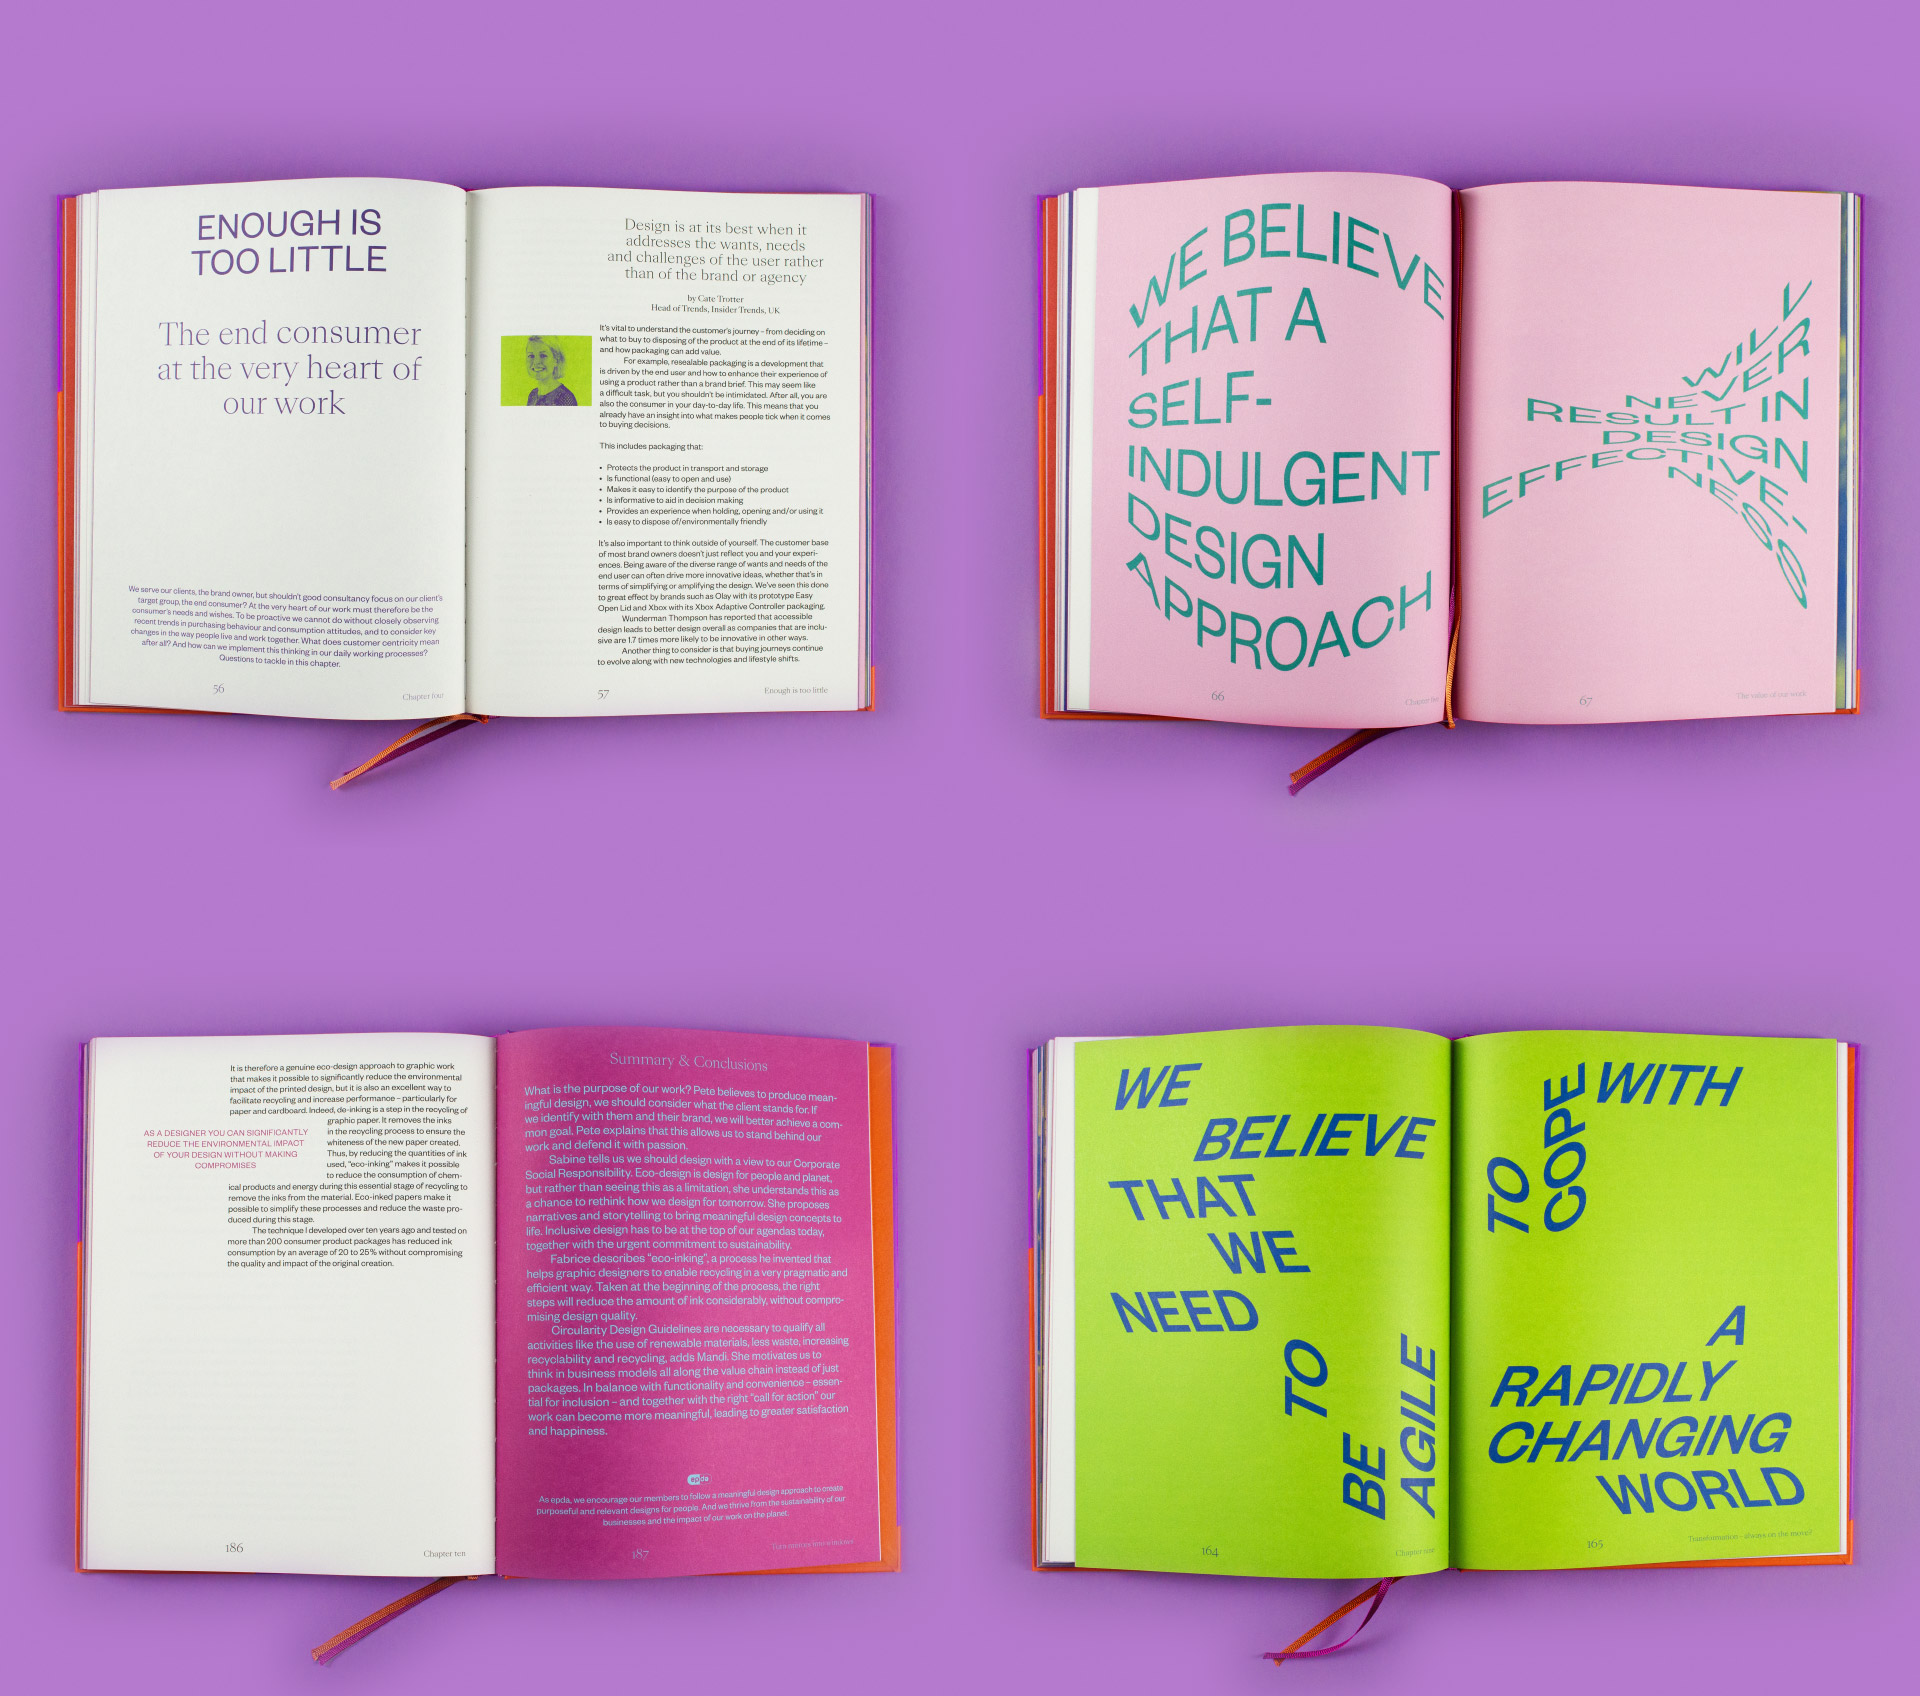 ENOUGH IS
TOO LITTLE
The end consumer
at the very heart of
our work
We serve our clients, the brand owner, but shouldn't good consultancy focus on our client's
target group, the end consumer? At the very heart of our work must therefore be the
consumer's needs and wishes. To be proactive we cannot do without closely observing
recent trends in purchasing behaviour and consumption attitudes, and to consider key
changes in the way people live and work together. What does customer centricity mean
after all? And how can we implement this thinking in our daily working processes?
Questions to tackle in this chapter.
56
Chapter four
Design is at its best when it
addresses the wants, needs
and challenges of the user rather
than of the brand or agency
by Cate Trotter
Head of Trends, Insider Trends, UK
It's vital to understand the customer's journey – from deciding on
what to buy to disposing of the product at the end of its lifetime –
and how packaging can add value.
For example, resealable packaging is a development that
is driven by the end user and how to enhance their experience of
using a product rather than a brand brief. This may seem like
a difficult task, but you shouldn't be intimidated. After all, you are
also the consumer in your day-to-day life. This means that you
already have an insight into what makes people tick when it comes
to buying decisions.
This includes packaging that:
• Protects the product in transport and storage
• Is functional (easy to open and use)
• Makes it easy to identify the purpose of the product
• Is informative to aid in decision making
• Provides an experience when holding, opening and/or using it
• Is easy to dispose of/environmentally friendly
It's also important to think outside of yourself. The customer base
of most brand owners doesn't just reflect you and your experi-
ences. Being aware of the diverse range of wants and needs of the
end user can often drive more innovative ideas, whether that's in
terms of simplifying or amplifying the design. We've seen this done
to great effect by brands such as Olay with its prototype Easy
Open Lid and Xbox with its Xbox Adaptive Controller packaging.
Wunderman Thompson has reported that accessible
design leads to better design overall as companies that are inclu-
sive are 1.7 times more likely to be innovative in other ways.
Another thing to consider is that buying journeys continue
to evolve along with new technologies and lifestyle shifts.
57
Enough is too little
WE BELIEVE
THAT A
SELF-
INDULGENT
DESIGN
APPROACH
66
Chapter five
WILL
NEVER
RESULT IN
DESIGN
EFFECTIVE-
NESS
67
The value of our work
It is therefore a genuine eco-design approach to graphic work
that makes it possible to significantly reduce the environmental
impact of the printed design, but it is also an excellent way to
facilitate recycling and increase performance – particularly for
paper and cardboard. Indeed, de-inking is a step in the recycling of
graphic paper. It removes the inks
in the recycling process to ensure the
whiteness of the new paper created.
Thus, by reducing the quantities of ink
used, "eco-inking" makes it possible
to reduce the consumption of chem-
ical products and energy during this essential stage of recycling to
remove the inks from the material. Eco-inked papers make it
possible to simplify these processes and reduce the waste pro-
duced during this stage.
The technique I developed over ten years ago and tested on
more than 200 consumer product packages has reduced ink
consumption by an average of 20 to 25% without compromising
the quality and impact of the original creation.
AS A DESIGNER YOU CAN SIGNIFICANTLY
REDUCE THE ENVIRONMENTAL IMPACT
OF YOUR DESIGN WITHOUT MAKING
COMPROMISES
186
Chapter ten
Summary & Conclusions
What is the purpose of our work? Pete believes to produce mean-
ingful design, we should consider what the client stands for. If
we identify with them and their brand, we will better achieve a com-
mon goal. Pete explains that this allows us to stand behind our
work and defend it with passion.
Sabine tells us we should design with a view to our Corporate
Social Responsibility. Eco-design is design for people and planet,
but rather than seeing this as a limitation, she understands this as
a chance to rethink how we design for tomorrow. She proposes
narratives and storytelling to bring meaningful design concepts to
life. Inclusive design has to be at the top of our agendas today,
together with the urgent commitment to sustainability.
Fabrice describes "eco-inking", a process he invented that
helps graphic designers to enable recycling in a very pragmatic and
efficient way. Taken at the beginning of the process, the right
steps will reduce the amount of ink considerably, without compro-
mising design quality.
Circularity Design Guidelines are necessary to qualify all
activities like the use of renewable materials, less waste, increasing
recyclability and recycling, adds Mandi. She motivates us to
think in business models all along the value chain instead of just
packages. In balance with functionality and convenience – essen-
tial for inclusion – and together with the right "call for action" our
work can become more meaningful, leading to greater satisfaction
and happiness.
epda
As epda, we encourage our members to follow a meaningful design approach to create
purposeful and relevant designs for people. And we thrive from the sustainability of our
businesses and the impact of our work on the planet.
187
Turn mirrors into windows
WE
BELIEVE
THAT
WE
NEED
TO
BE
AGILE
164
Chapter nine
TO
COPE
WITH
A
RAPIDLY
CHANGING
WORLD
165
Transformation – always on the move?